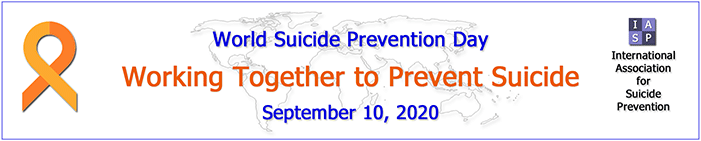 World Suicide Prevention Day
Working Together to Prevent Suicide
September 10, 2020
I A
S P
International
Association
for
Suicide
Prevention